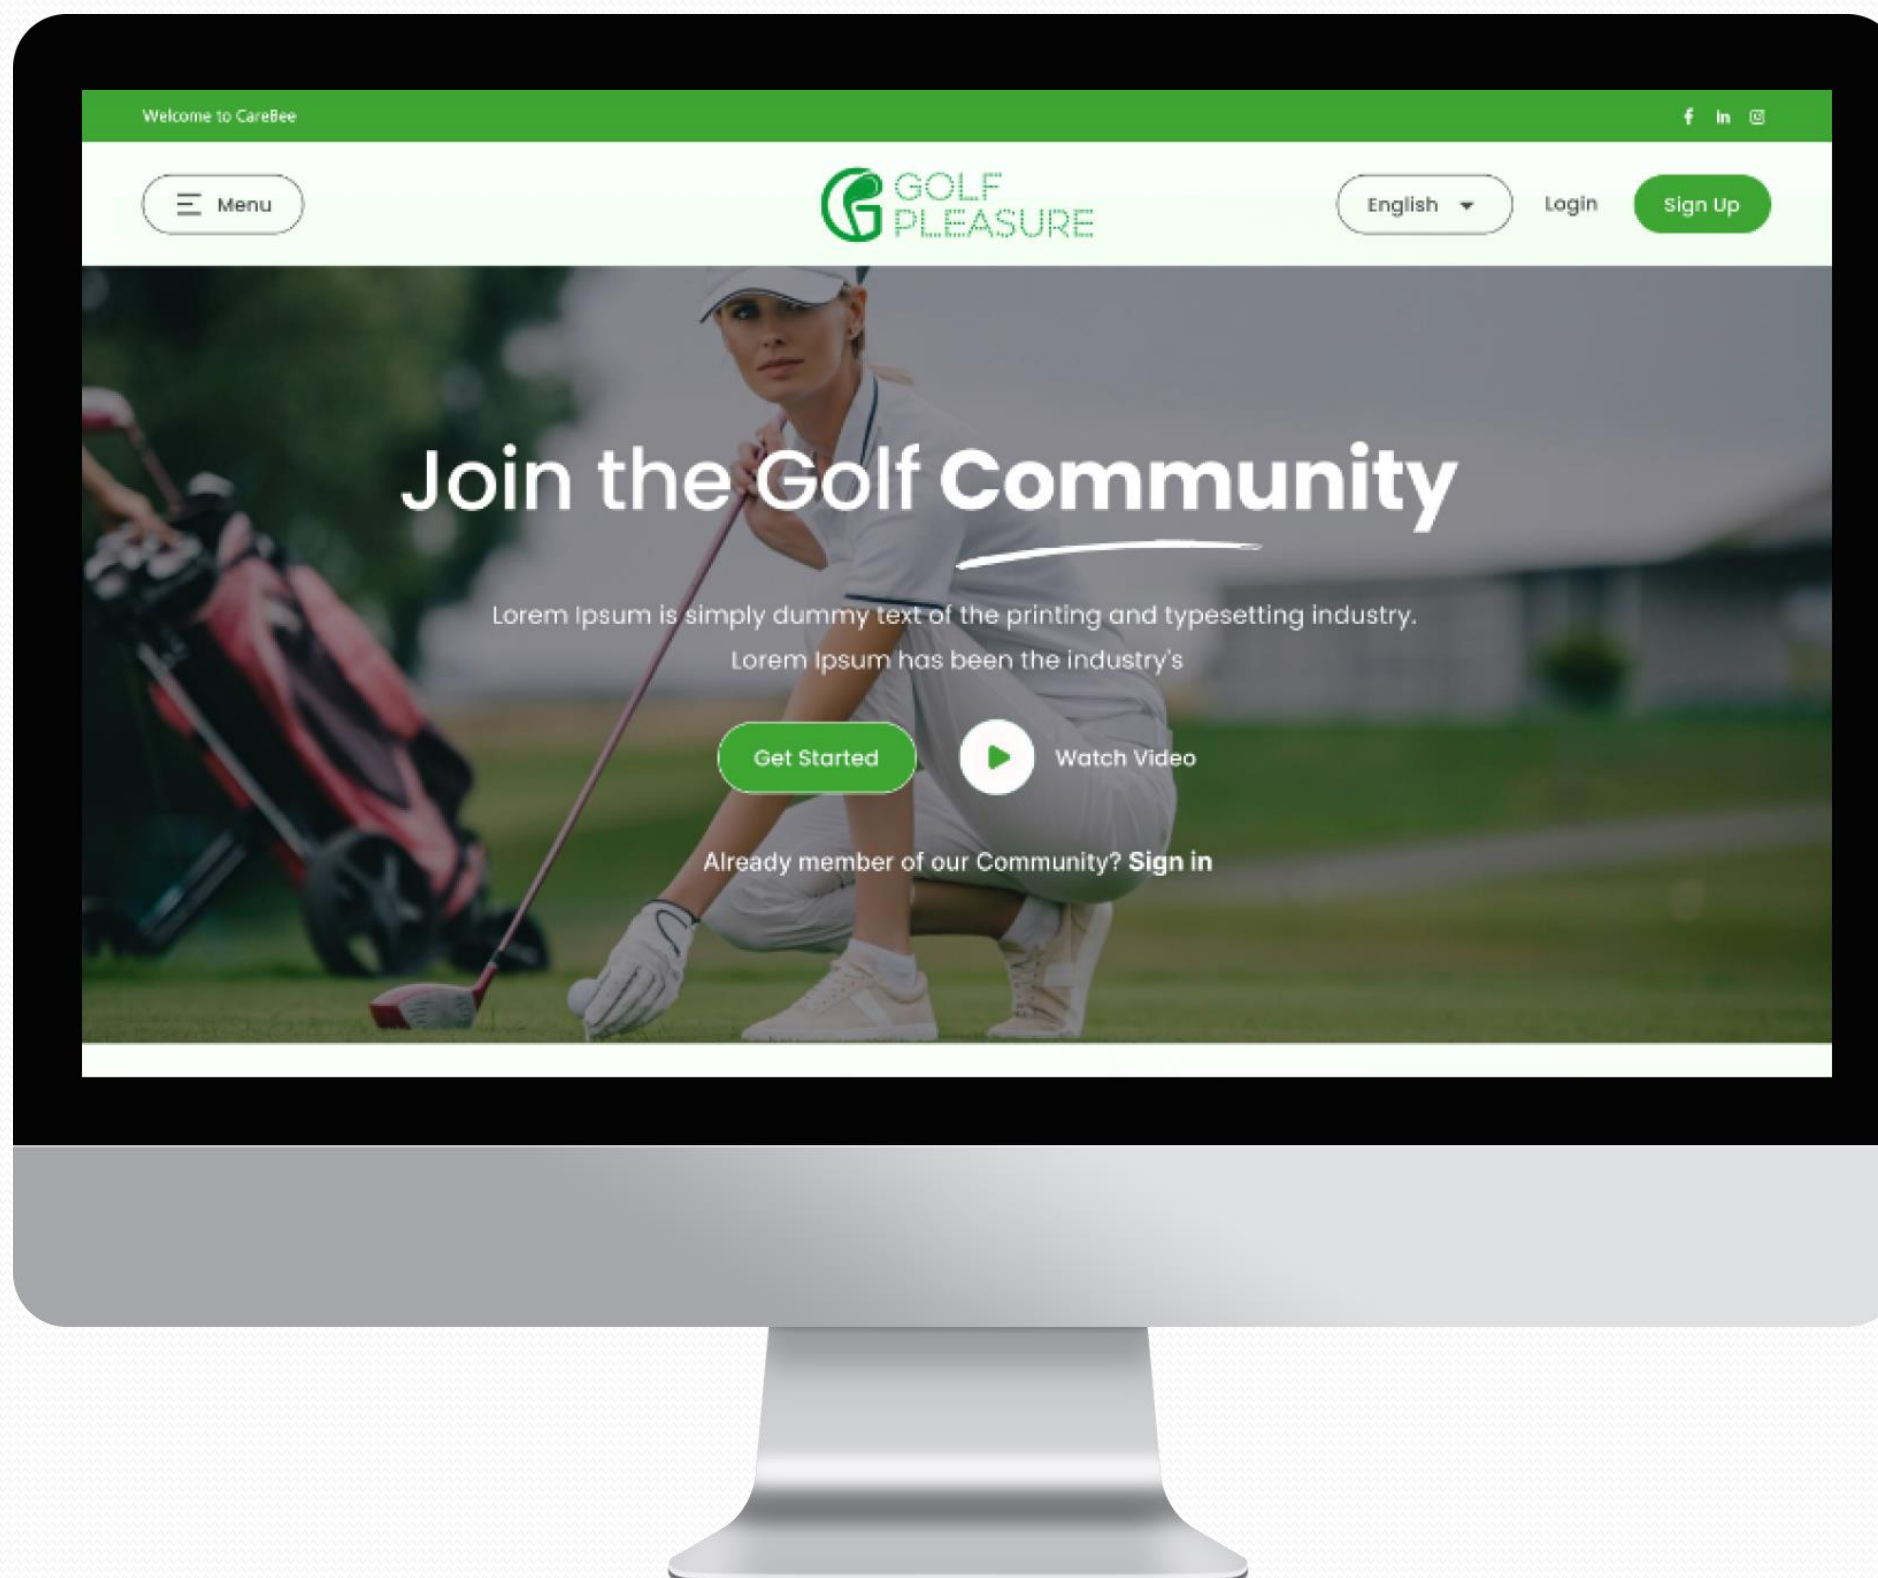 Welcome to CareBee
Menu
GOLF
PLEASURE
English
Login
Sign Up
Join the Golf Community
Lorem Ipsum is simply dummy text of the printing and typesetting industry.
Lorem Ipsum has been the industry's
Get Started
Watch Video
Already member of our Community? Sign in